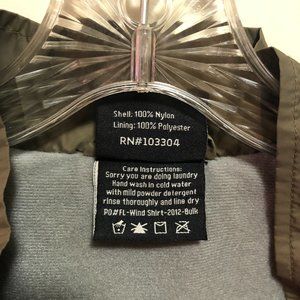 Shell: 100% Nylon
Lining: 100% Polyester
RN#103304
Care Instructions:
Sorry you are doing laundry
Hand wash in cold water
with mild powder detergent
rinse thoroughly and line dry
PO#FL-Wind Shirt-2012-Bulk